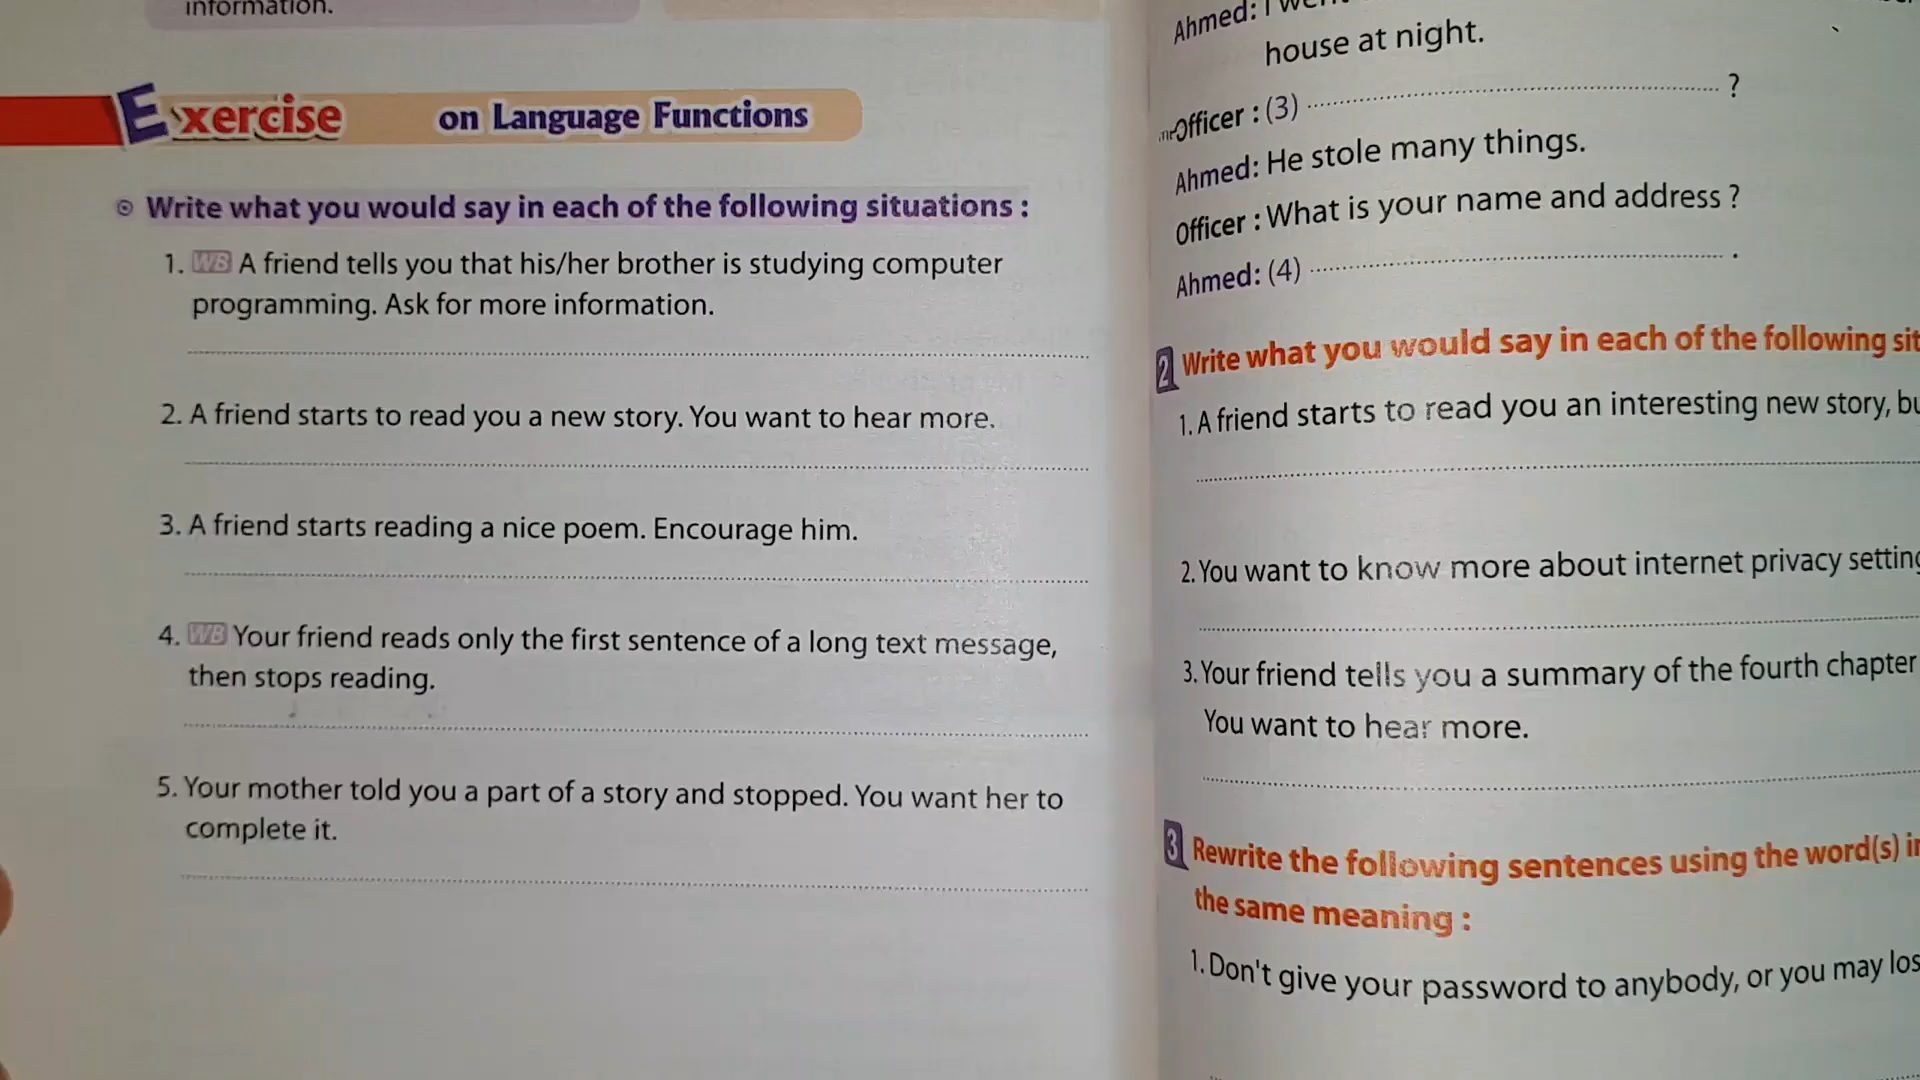 information.
Exercise on Language Functions
Write what you would say in each of the following situations :
1. WB A friend tells you that his/her brother is studying computer
programming. Ask for more information.
2. A friend starts to read you a new story. You want to hear more.
3. A friend starts reading a nice poem. Encourage him.
4. WB Your friend reads only the first sentence of a long text message,
then stops reading.
5. Your mother told you a part of a story and stopped. You want her to
complete it.
Ahmed: I
house at night.
Officer : (3) ?
Ahmed: He stole many things.
Officer : What is your name and address ?
Ahmed: (4) .
2 Write what you would say in each of the following
1. A friend starts to read you an interesting new story,
2. You want to know more about internet privacy
3. Your friend tells you a summary of the fourth chapter
You want to hear more.
3 Rewrite the following sentences using the word(s)
the same meaning :
1. Don't give your password to anybody, or you may